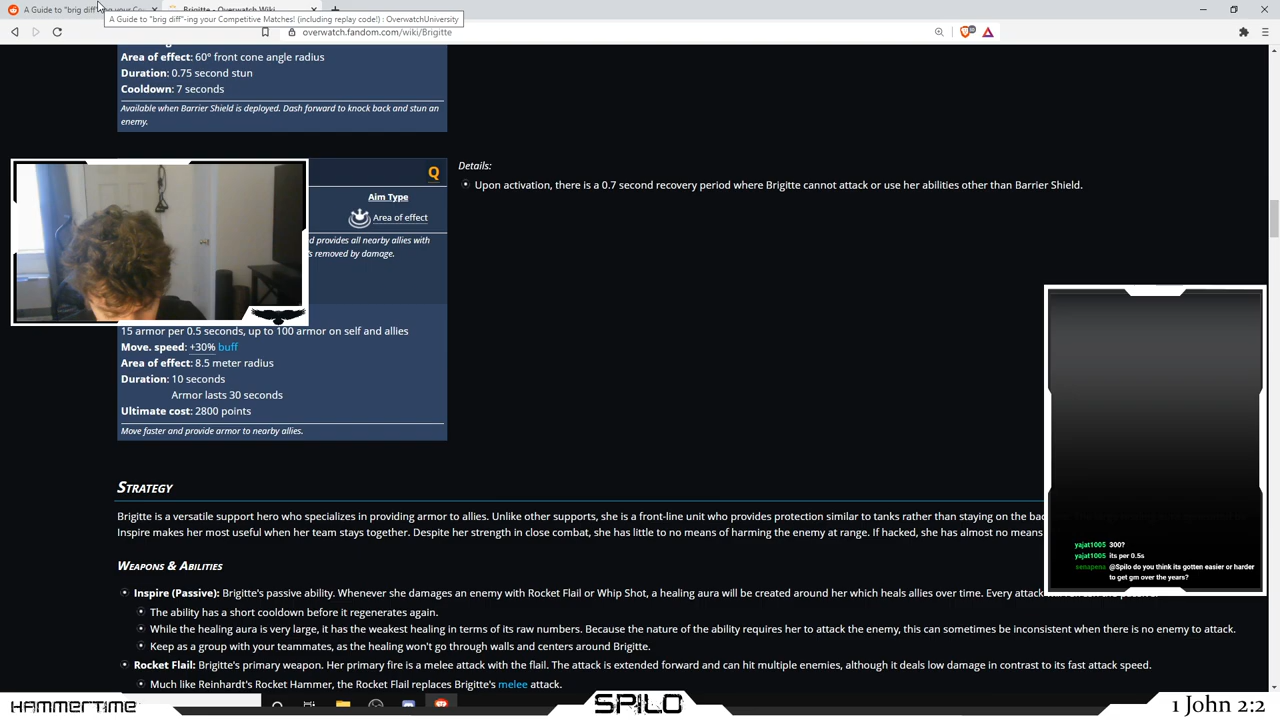 A Guide to "brig diff"-ing your Co
Brigitte - Overwatch Wiki
A Guide to "brig diff"-ing your Competitive Matches! (including replay code!) : OverwatchUniversity
overwatch.fandom.com/wiki/Brigitte
Area of effect: 60° front cone angle radius
Duration: 0.75 second stun
Cooldown: 7 seconds
Available when Barrier Shield is deployed. Dash forward to knock back and stun an
enemy.
Q
Aim Type
Area of effect
d provides all nearby allies with
s removed by damage.
15 armor per 0.5 seconds, up to 100 armor on self and allies
Move. speed: +30% buff
Area of effect: 8.5 meter radius
Duration: 10 seconds
Armor lasts 30 seconds
Ultimate cost: 2800 points
Move faster and provide armor to nearby allies.
Details:
Upon activation, there is a 0.7 second recovery period where Brigitte cannot attack or use her abilities other than Barrier Shield.
STRATEGY
Brigitte is a versatile support hero who specializes in providing armor to allies. Unlike other supports, she is a front-line unit who provides protection similar to tanks rather than staying on the ba
Inspire makes her most useful when her team stays together. Despite her strength in close combat, she has little to no means of harming the enemy at range. If hacked, she has almost no means
WEAPONS & ABILITIES
Inspire (Passive): Brigitte's passive ability. Whenever she damages an enemy with Rocket Flail or Whip Shot, a healing aura will be created around her which heals allies over time. Every attack
The ability has a short cooldown before it regenerates again.
While the healing aura is very large, it has the weakest healing in terms of its raw numbers. Because the nature of the ability requires her to attack the enemy, this can sometimes be inconsistent when there is no enemy to attack.
Keep as a group with your teammates, as the healing won't go through walls and centers around Brigitte.
Rocket Flail: Brigitte's primary weapon. Her primary fire is a melee attack with the flail. The attack is extended forward and can hit multiple enemies, although it deals low damage in contrast to its fast attack speed.
Much like Reinhardt's Rocket Hammer, the Rocket Flail replaces Brigitte's melee attack.
yajat1005 300?
yajat1005 its per 0.5s
senapena @Spilo do you think its gotten easier or harder
to get gm over the years?
HAMMERTIME
SPILO
1 John 2:2